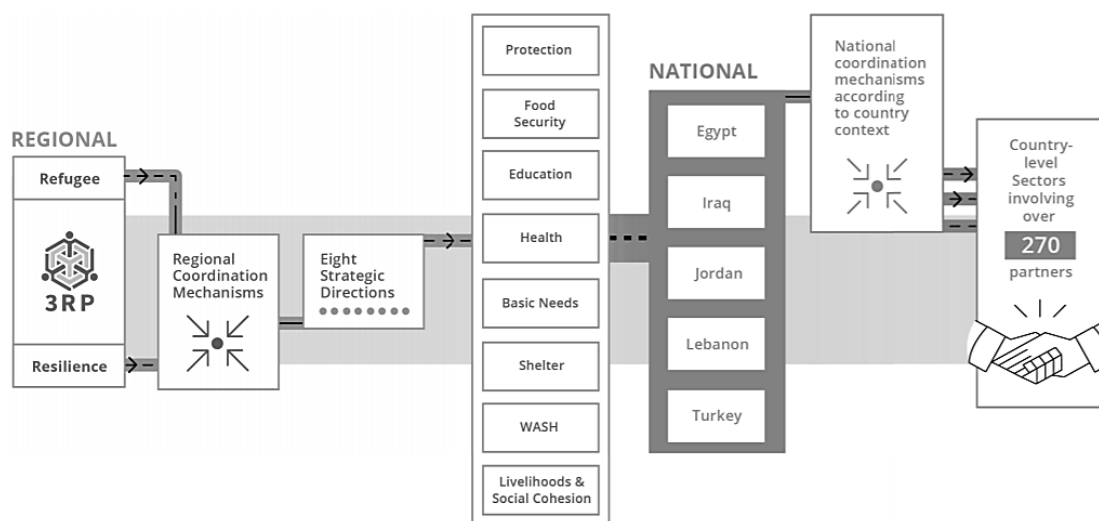 REGIONAL
Refugee
3RP
Resilience
Regional
Coordination
Mechanisms
Eight
Strategic
Directions
Protection
Food
Security
Education
Health
Basic Needs
Shelter
WASH
Livelihoods &
Social Cohesion
NATIONAL
Egypt
Iraq
Jordan
Lebanon
Turkey
National
coordination
mechanisms
according
to country
context
Country-
level
Sectors
involving
over
270
partners